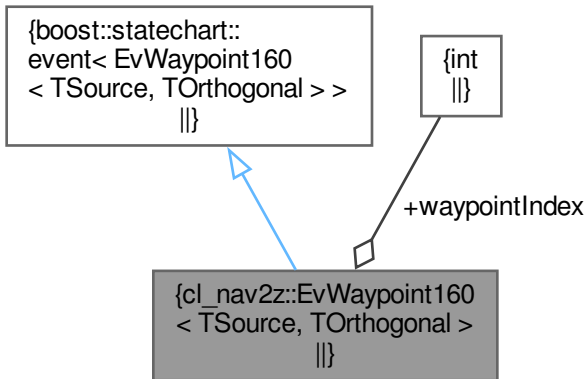 {boost::statechart::
event< EvWaypoint160
< TSource, TOrthogonal > >
||}
{int
||}
+waypointIndex
{cl_nav2z::EvWaypoint160
< TSource, TOrthogonal >
||}